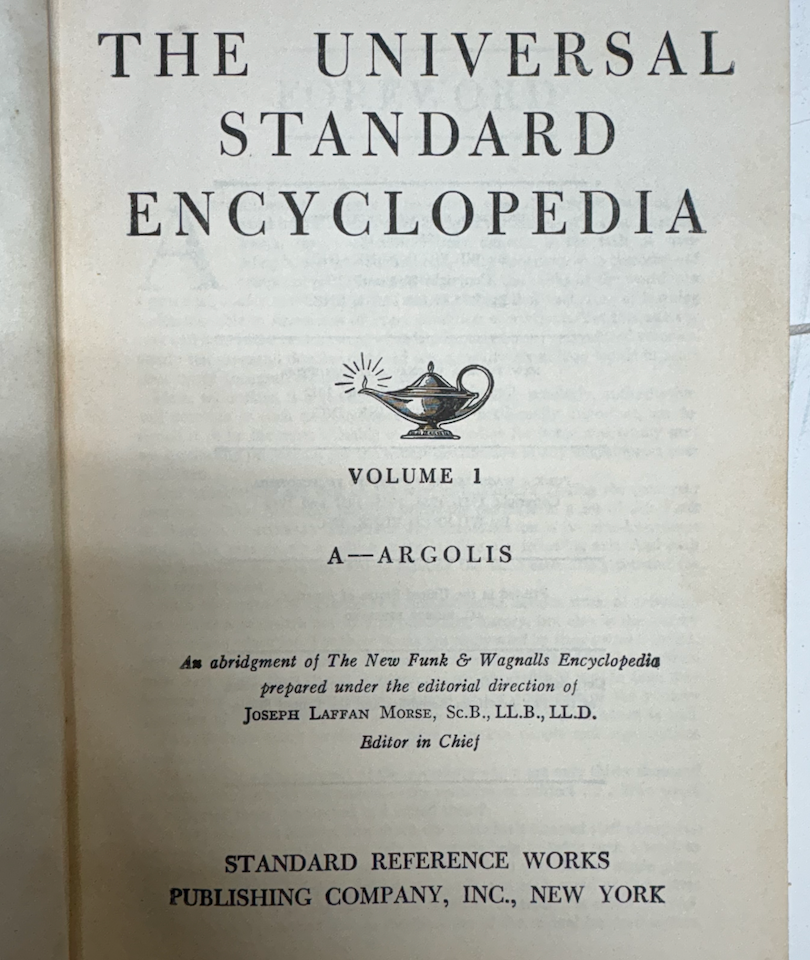 THE UNIVERSAL
STANDARD
ENCYCLOPEDIA
VOLUME 1
A—ARGOLIS
An abridgment of The New Funk & Wagnalls Encyclopedia
prepared under the editorial direction of
JOSEPH LAFFAN MORSE, Sc.B., LL.B., LL.D.
Editor in Chief
STANDARD REFERENCE WORKS
PUBLISHING COMPANY, INC., NEW YORK